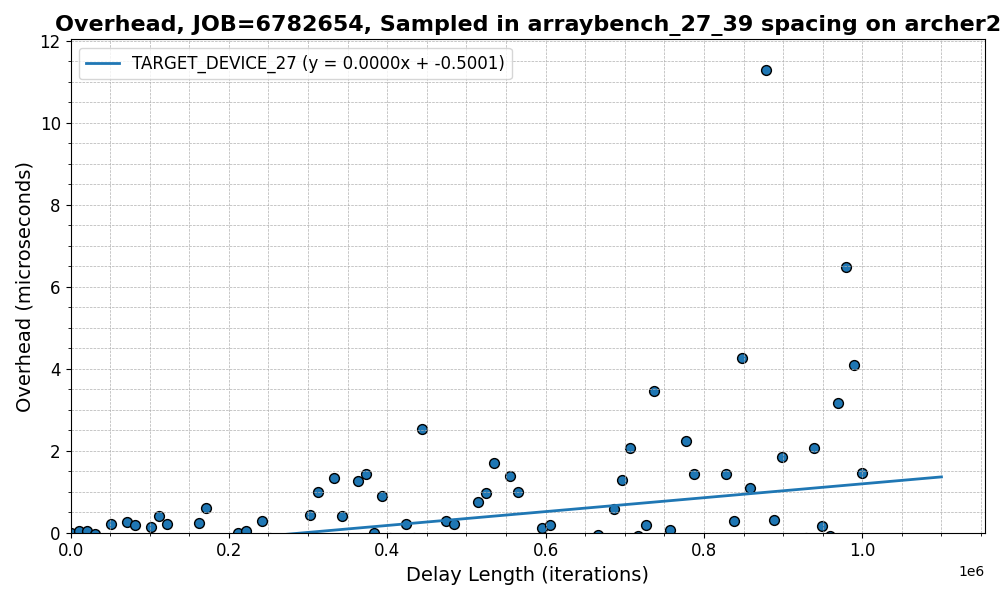 Overhead, JOB=6782654, Sampled in arraybench_27_39 spacing on archer2
TARGET_DEVICE_27 (y = 0.0000x + -0.5001)
Overhead (microseconds)
12
10
8
6
4
2
0
0.0 0.2 0.4 0.6 0.8 1.0
1e6
Delay Length (iterations)